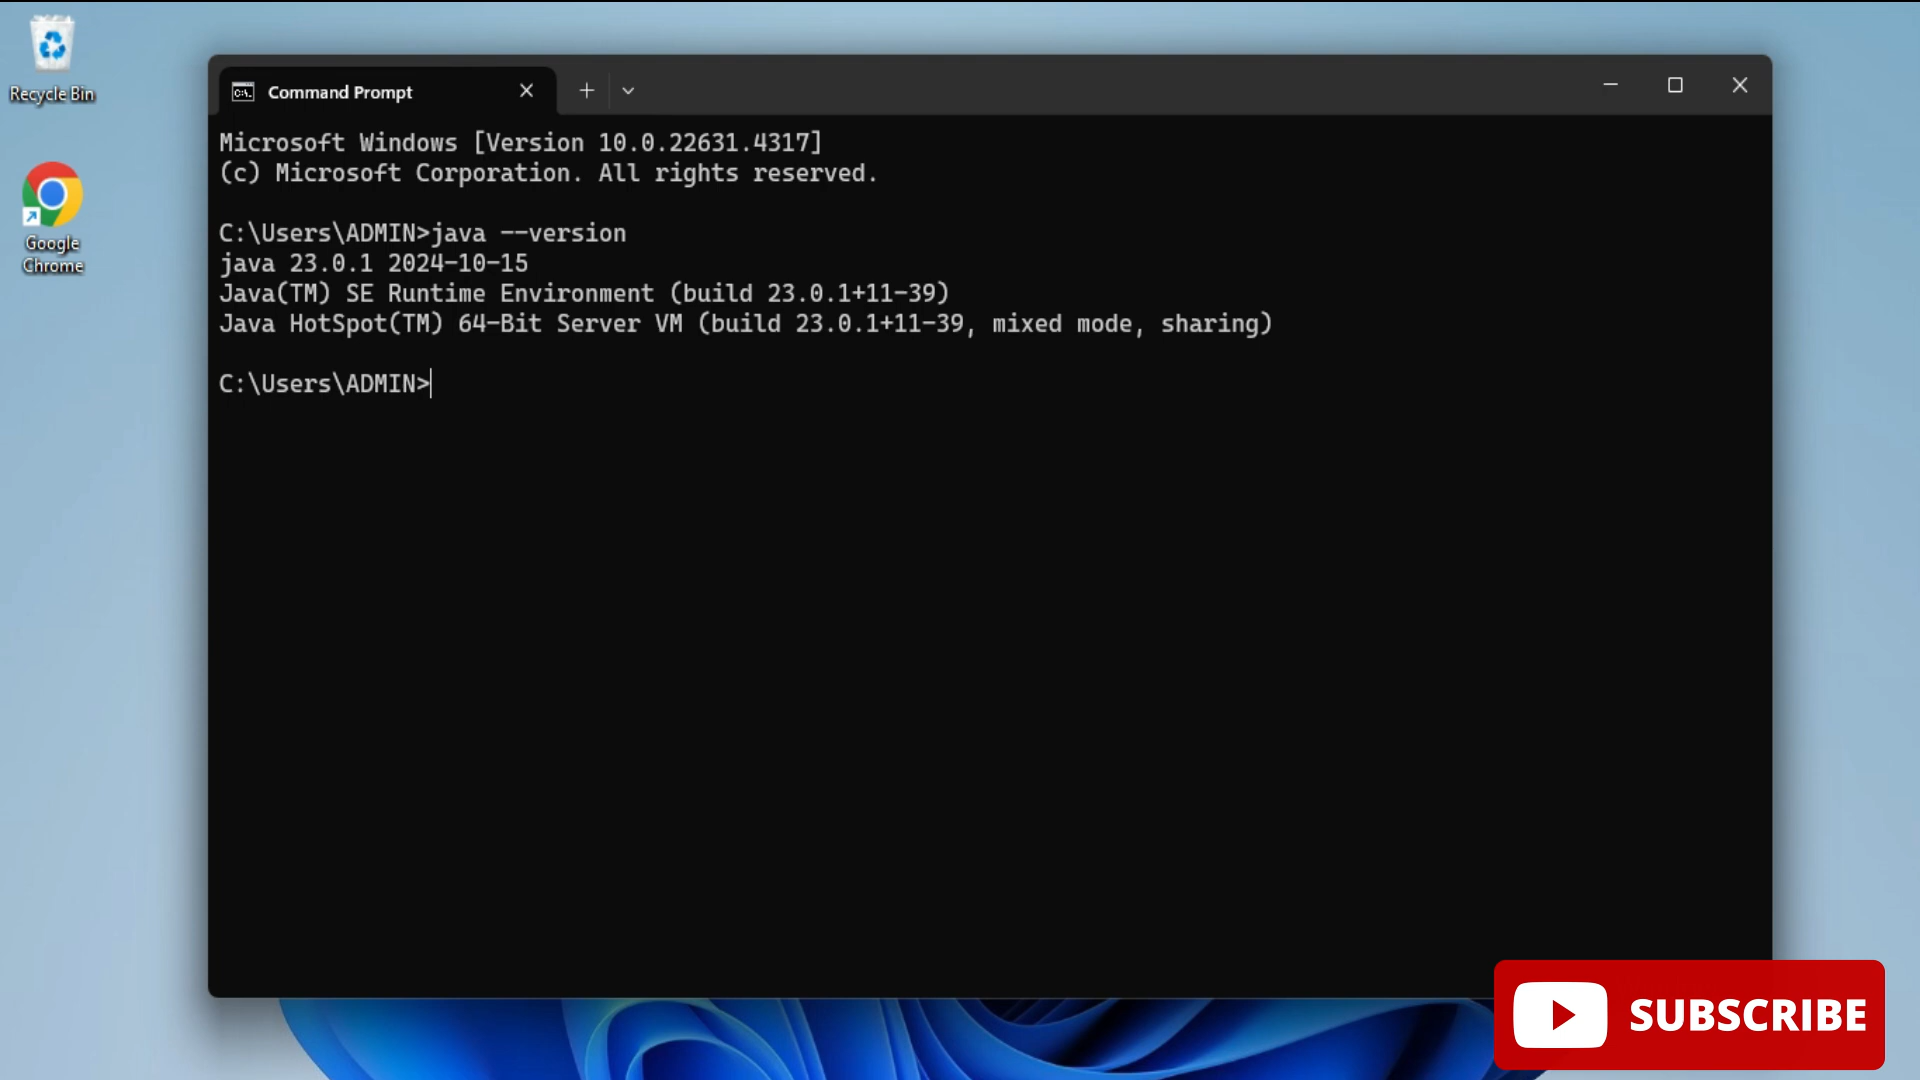 Recycle Bin
Google
Chrome
Command Prompt
Microsoft Windows [Version 10.0.22631.4317]
(c) Microsoft Corporation. All rights reserved.
C:\Users\ADMIN>java --version
java 23.0.1 2024-10-15
Java(TM) SE Runtime Environment (build 23.0.1+11-39)
Java HotSpot(TM) 64-Bit Server VM (build 23.0.1+11-39, mixed mode, sharing)
C:\Users\ADMIN>
SUBSCRIBE